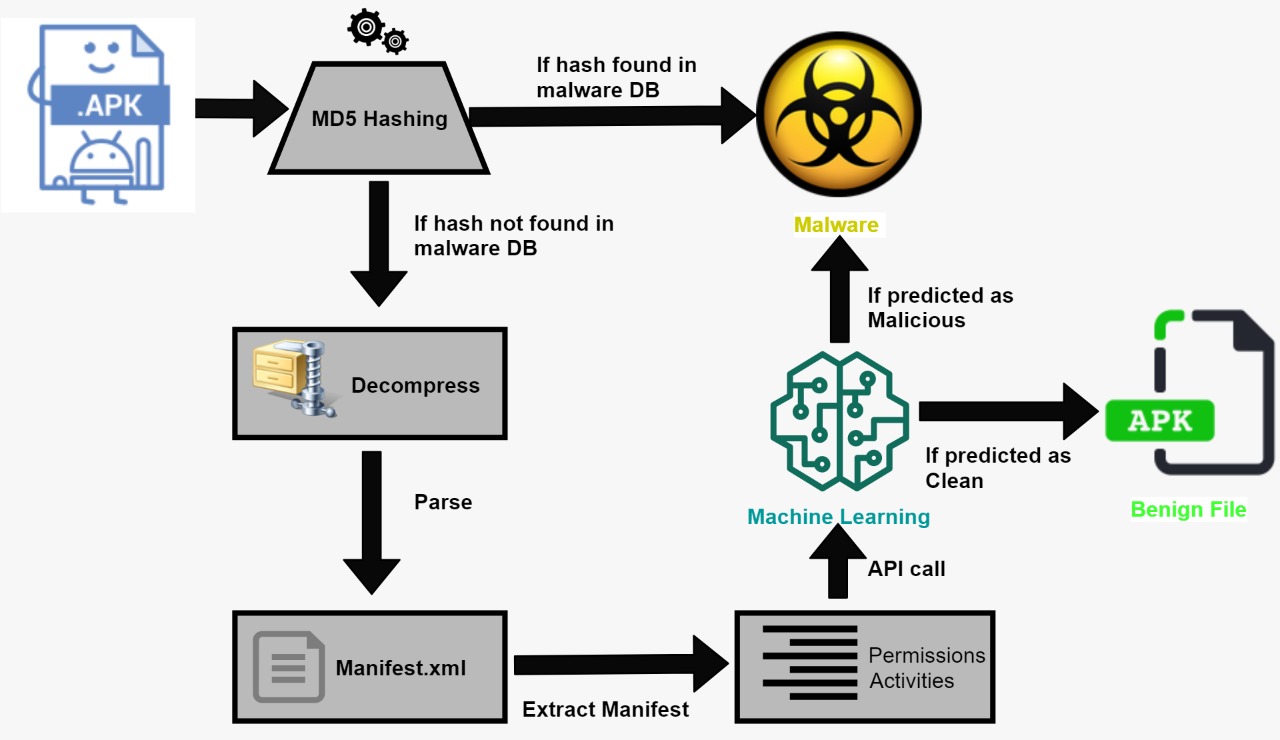 .APK
MD5 Hashing
If hash found in
malware DB
Malware
If hash not found in
malware DB
Decompress
If predicted as
Malicious
APK
If predicted as
Clean
Benign File
Parse
Machine Learning
API call
Manifest.xml
Extract Manifest
Permissions
Activities